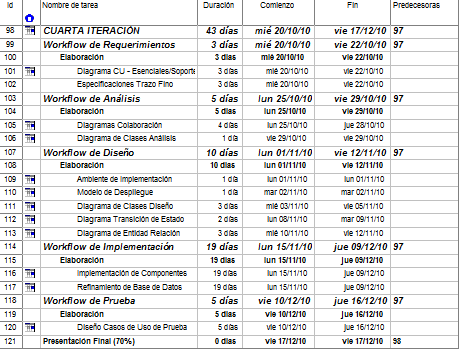 Id Nombre de tarea Duración Comienzo Fin Predecesoras
98 CUARTA ITERACIÓN 43 días mié 20/10/10 vie 17/12/10 97
99 Workflow de Requerimientos 3 días mié 20/10/10 vie 22/10/10 97
100 Elaboración 3 días mié 20/10/10 vie 22/10/10
101 Diagrama CU - Esenciales/Soporte 3 días mié 20/10/10 vie 22/10/10
102 Especificaciones Trazo Fino 3 días mié 20/10/10 vie 22/10/10
103 Workflow de Análisis 5 días lun 25/10/10 vie 29/10/10 97
104 Elaboración 5 días lun 25/10/10 vie 29/10/10
105 Diagramas Colaboración 4 días lun 25/10/10 jue 28/10/10
106 Diagrama de Clases Análisis 1 día vie 29/10/10 vie 29/10/10
107 Workflow de Diseño 10 días lun 01/11/10 vie 12/11/10 97
108 Elaboración 10 días lun 01/11/10 vie 12/11/10
109 Ambiente de Implementación 1 día lun 01/11/10 lun 01/11/10
110 Modelo de Despliegue 1 día mar 02/11/10 mar 02/11/10
111 Diagrama de Clases Diseño 3 días mié 03/11/10 vie 05/11/10
112 Diagrama Transición de Estado 2 días lun 08/11/10 mar 09/11/10
113 Diagrama de Entidad Relación 3 días mié 10/11/10 vie 12/11/10
114 Workflow de Implementación 19 días lun 15/11/10 jue 09/12/10 97
115 Elaboración 19 días lun 15/11/10 jue 09/12/10
116 Implementación de Componentes 19 días lun 15/11/10 jue 09/12/10
117 Refinamiento de Base de Datos 19 días lun 15/11/10 jue 09/12/10
118 Workflow de Prueba 5 días vie 10/12/10 jue 16/12/10 97
119 Elaboración 5 días vie 10/12/10 jue 16/12/10
120 Diseño Casos de Uso de Prueba 5 días vie 10/12/10 jue 16/12/10
121 Presentación Final (70%) 0 días vie 17/12/10 vie 17/12/10 98